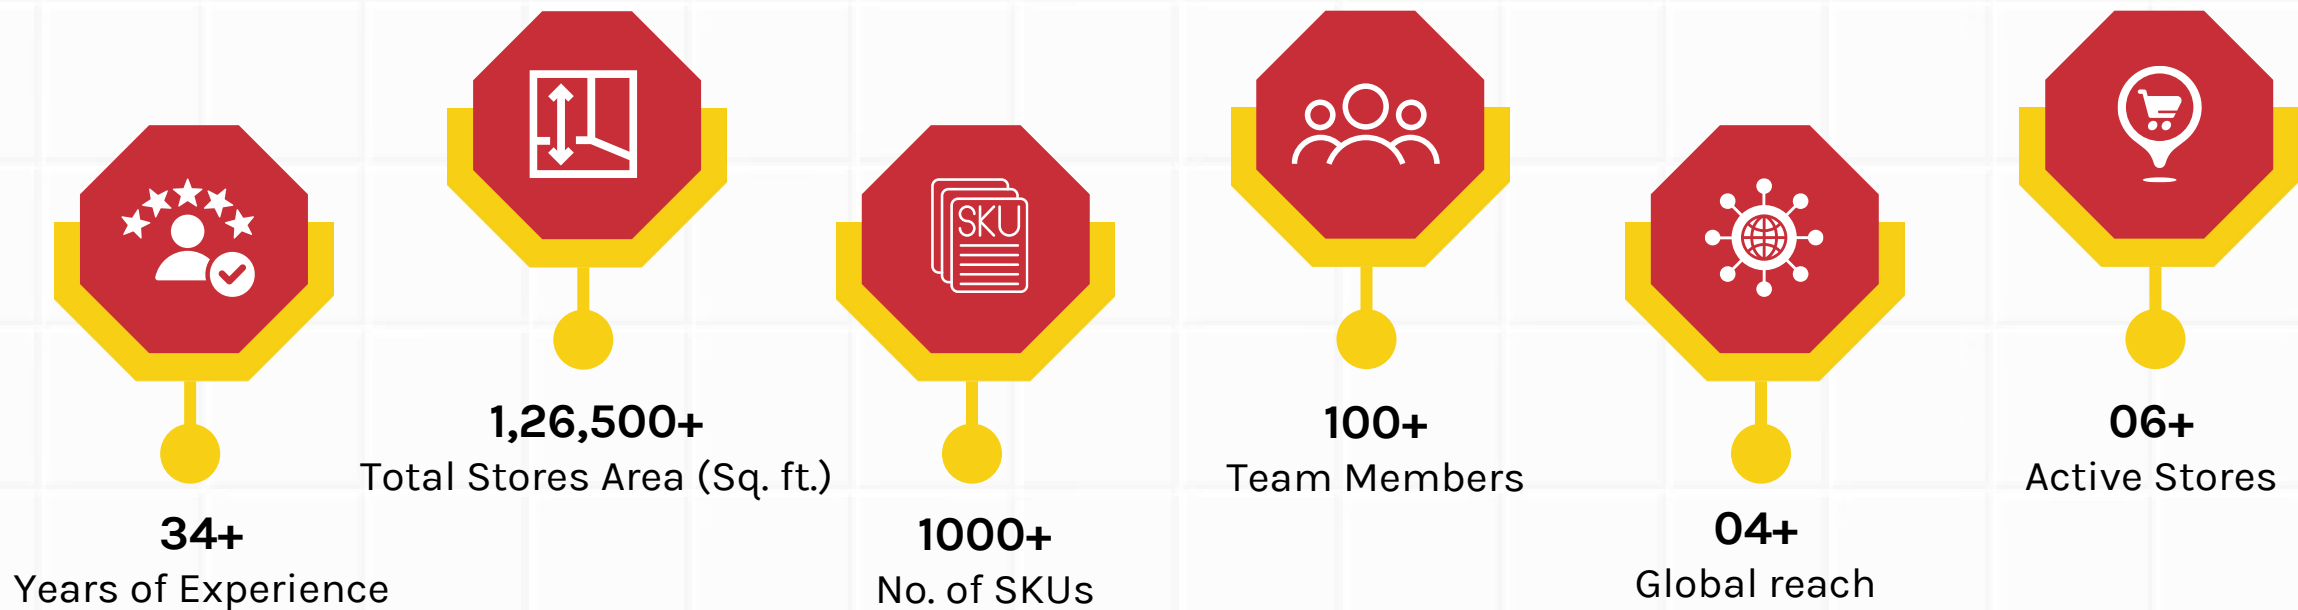 34+
Years of Experience
1,26,500+
Total Stores Area (Sq. ft.)
SKU
1000+
No. of SKUs
100+
Team Members
04+
Global reach
06+
Active Stores